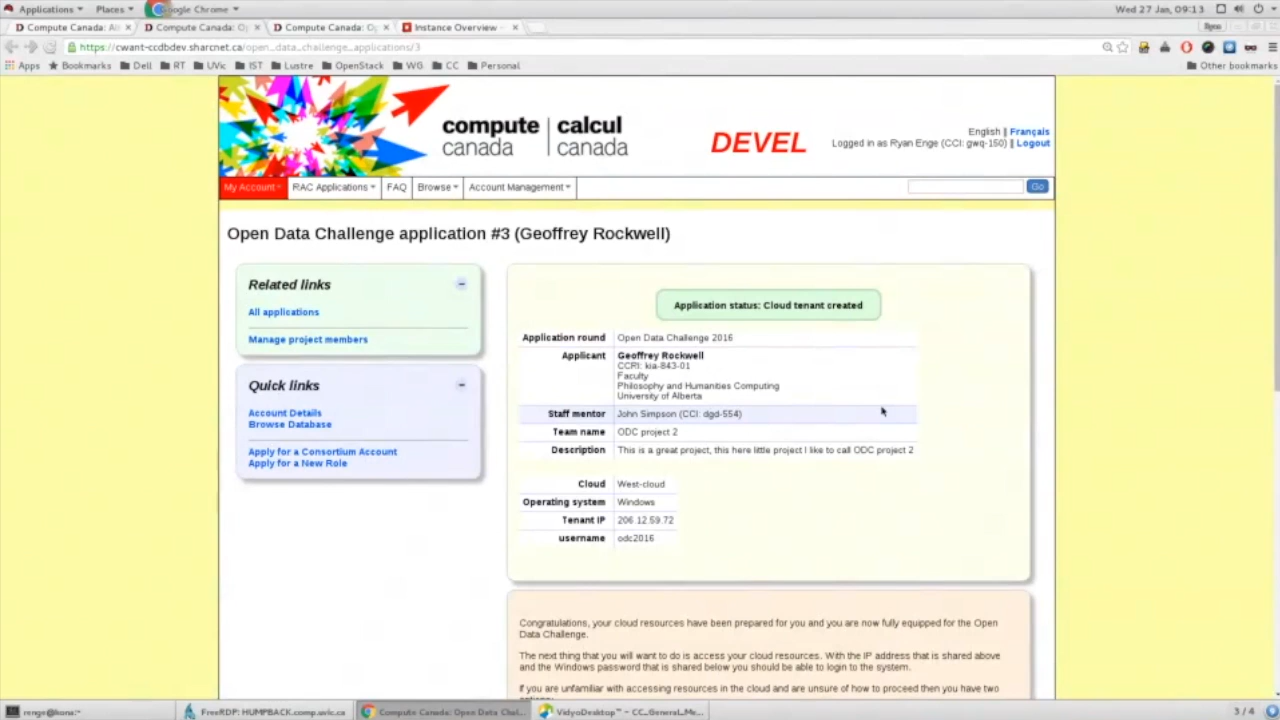 Applications Places Google Chrome Wed 27 Jan, 09:13
Compute Canada: Compute Canada: Compute Canada: Instance Overview - Ryan
https://cwant-ccdbdev.sharcnet.ca/open_data_challenge_applications/3
Apps Bookmarks Dell RT UVic IST Lustre OpenStack WG CC Personal Other bookmarks
compute canada | calcul canada
DEVEL
English || Français
Logged in as Ryan Enge (CCI: gwq-150) || Logout
My Account RAC Applications FAQ Browse Account Management Go
Open Data Challenge application #3 (Geoffrey Rockwell)
Related links
All applications
Manage project members
Quick links
Account Details
Browse Database
Apply for a Consortium Account
Apply for a New Role
Application status: Cloud tenant created
Application round Open Data Challenge 2016
Applicant Geoffrey Rockwell
CCRI: kia-843-01
Faculty
Philosophy and Humanities Computing
University of Alberta
Staff mentor John Simpson (CCI: dgd-554)
Team name ODC project 2
Description This is a great project, this here little project I like to call ODC project 2
Cloud West-cloud
Operating system Windows
Tenant IP 206.12.59.72
username odc2016
Congratulations, your cloud resources have been prepared for you and you are now fully equipped for the Open
Data Challenge.
The next thing that you will want to do is access your cloud resources. With the IP address that is shared above
and the Windows password that is shared below you should be able to login to the system.
If you are unfamiliar with accessing resources in the cloud and are unsure of how to proceed then you have two
FreeRDP: HUMPBACK.comp.uvic.ca Compute Canada: Open Data Chal... VidyoDesktop™ - CC_General_Me... 3 / 4